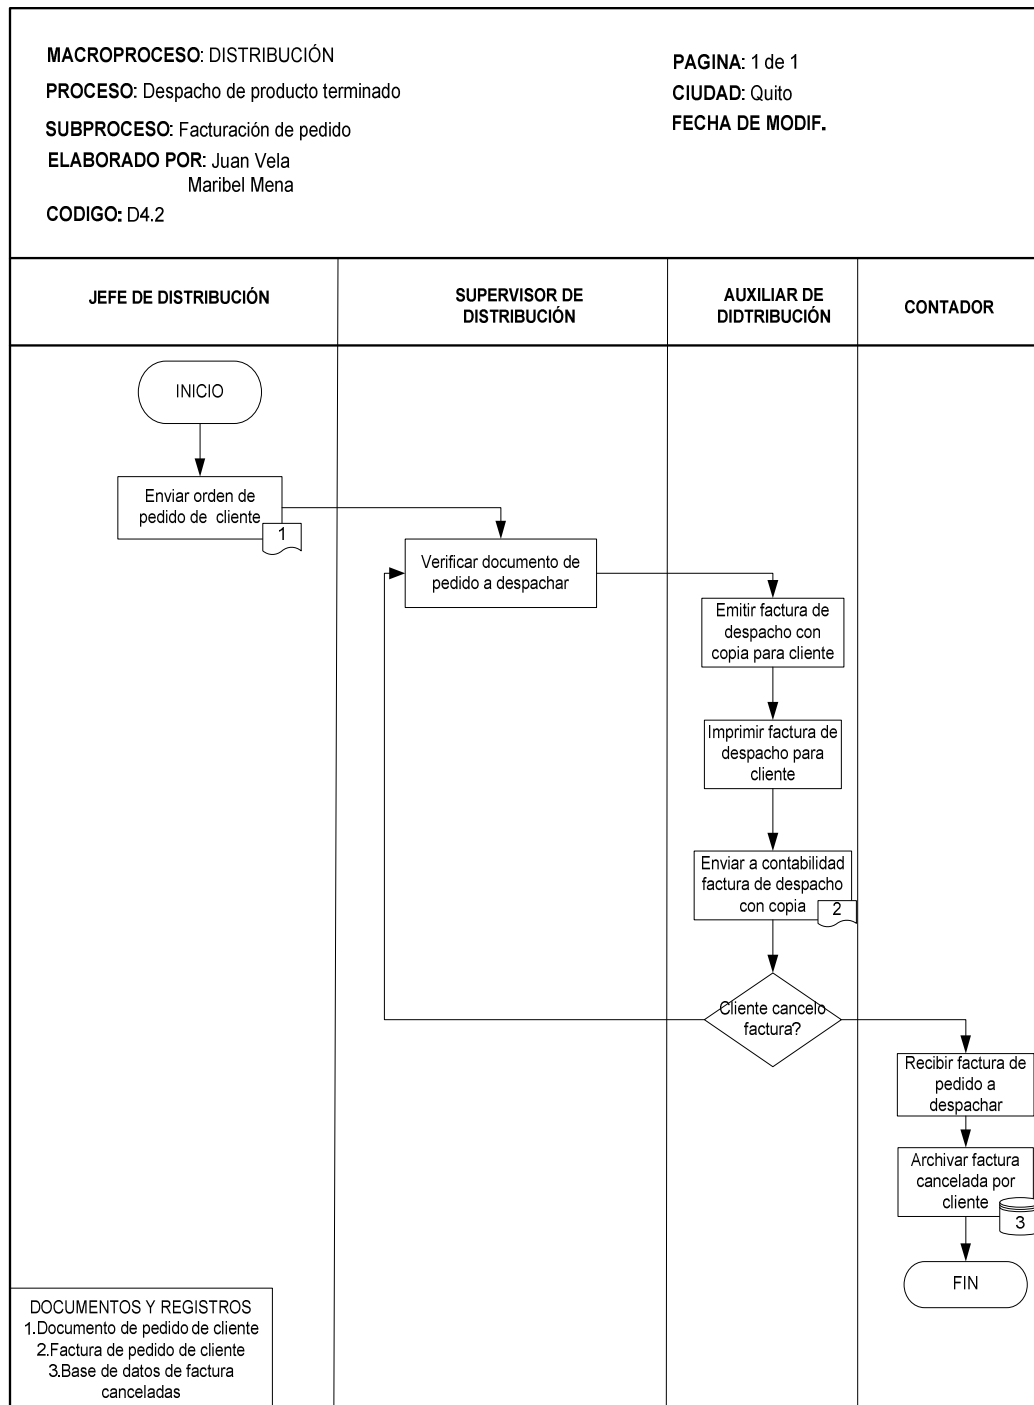 MACROPROCESO: DISTRIBUCIÓN
PROCESO: Despacho de producto terminado
SUBPROCESO: Facturación de pedido
ELABORADO POR: Juan Vela
Maribel Mena
CODIGO: D4.2
PAGINA: 1 de 1
CIUDAD: Quito
FECHA DE MODIF.
JEFE DE DISTRIBUCIÓN
SUPERVISOR DE
DISTRIBUCIÓN
AUXILIAR DE
DIDTRIBUCIÓN
CONTADOR
INICIO
Enviar orden de
pedido de cliente
1
Verificar documento de
pedido a despachar
Emitir factura de
despacho con
copia para cliente
Imprimir factura de
despacho para
cliente
Enviar a contabilidad
factura de despacho
con copia
2
Cliente cancelo
factura?
Recibir factura de
pedido a
despachar
Archivar factura
cancelada por
cliente
3
FIN
DOCUMENTOS Y REGISTROS
1.Documento de pedido de cliente
2.Factura de pedido de cliente
3.Base de datos de factura
canceladas